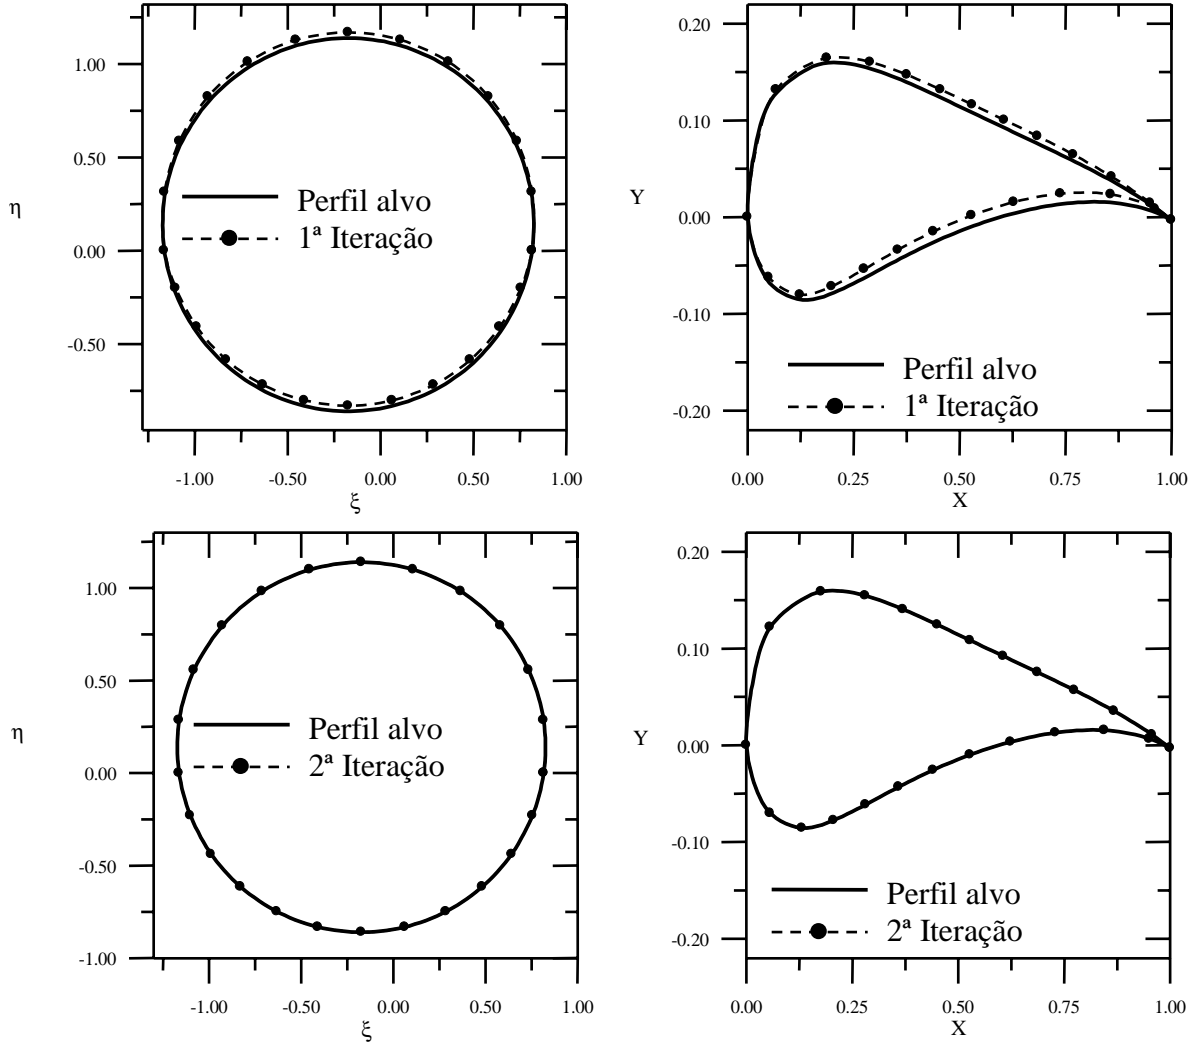 1.00
0.50
η
0.00
-0.50
Perfil alvo
1ª Iteração
-1.00 -0.50 0.00 0.50 1.00
ξ
0.20
0.10
Y
0.00
-0.10
-0.20
Perfil alvo
1ª Iteração
0.00 0.25 0.50 0.75 1.00
X
1.00
0.50
η
0.00
-0.50
-1.00
Perfil alvo
2ª Iteração
-1.00 -0.50 0.00 0.50 1.00
ξ
0.20
0.10
Y
0.00
-0.10
-0.20
Perfil alvo
2ª Iteração
0.00 0.25 0.50 0.75 1.00
X